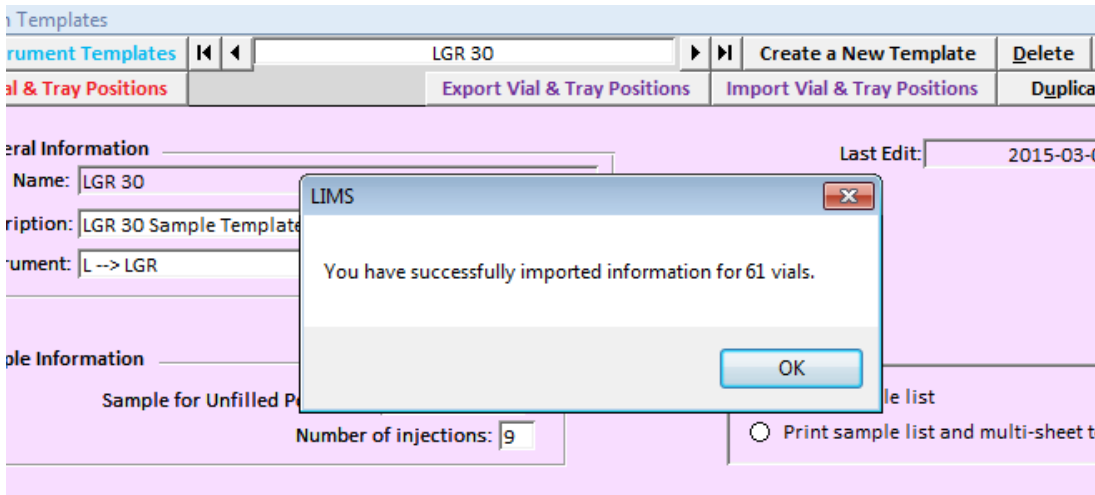 n Templates
rument Templates LGR 30 Create a New Template Delete
al & Tray Positions Export Vial & Tray Positions Import Vial & Tray Positions Duplica
eral Information Last Edit: 2015-03-0
Name: LGR 30
LIMS
ription: LGR 30 Sample Template
rument: L --> LGR
You have successfully imported information for 61 vials.
OK
ple Information
Sample for Unfilled Po le list
Number of injections: 9 Print sample list and multi-sheet t